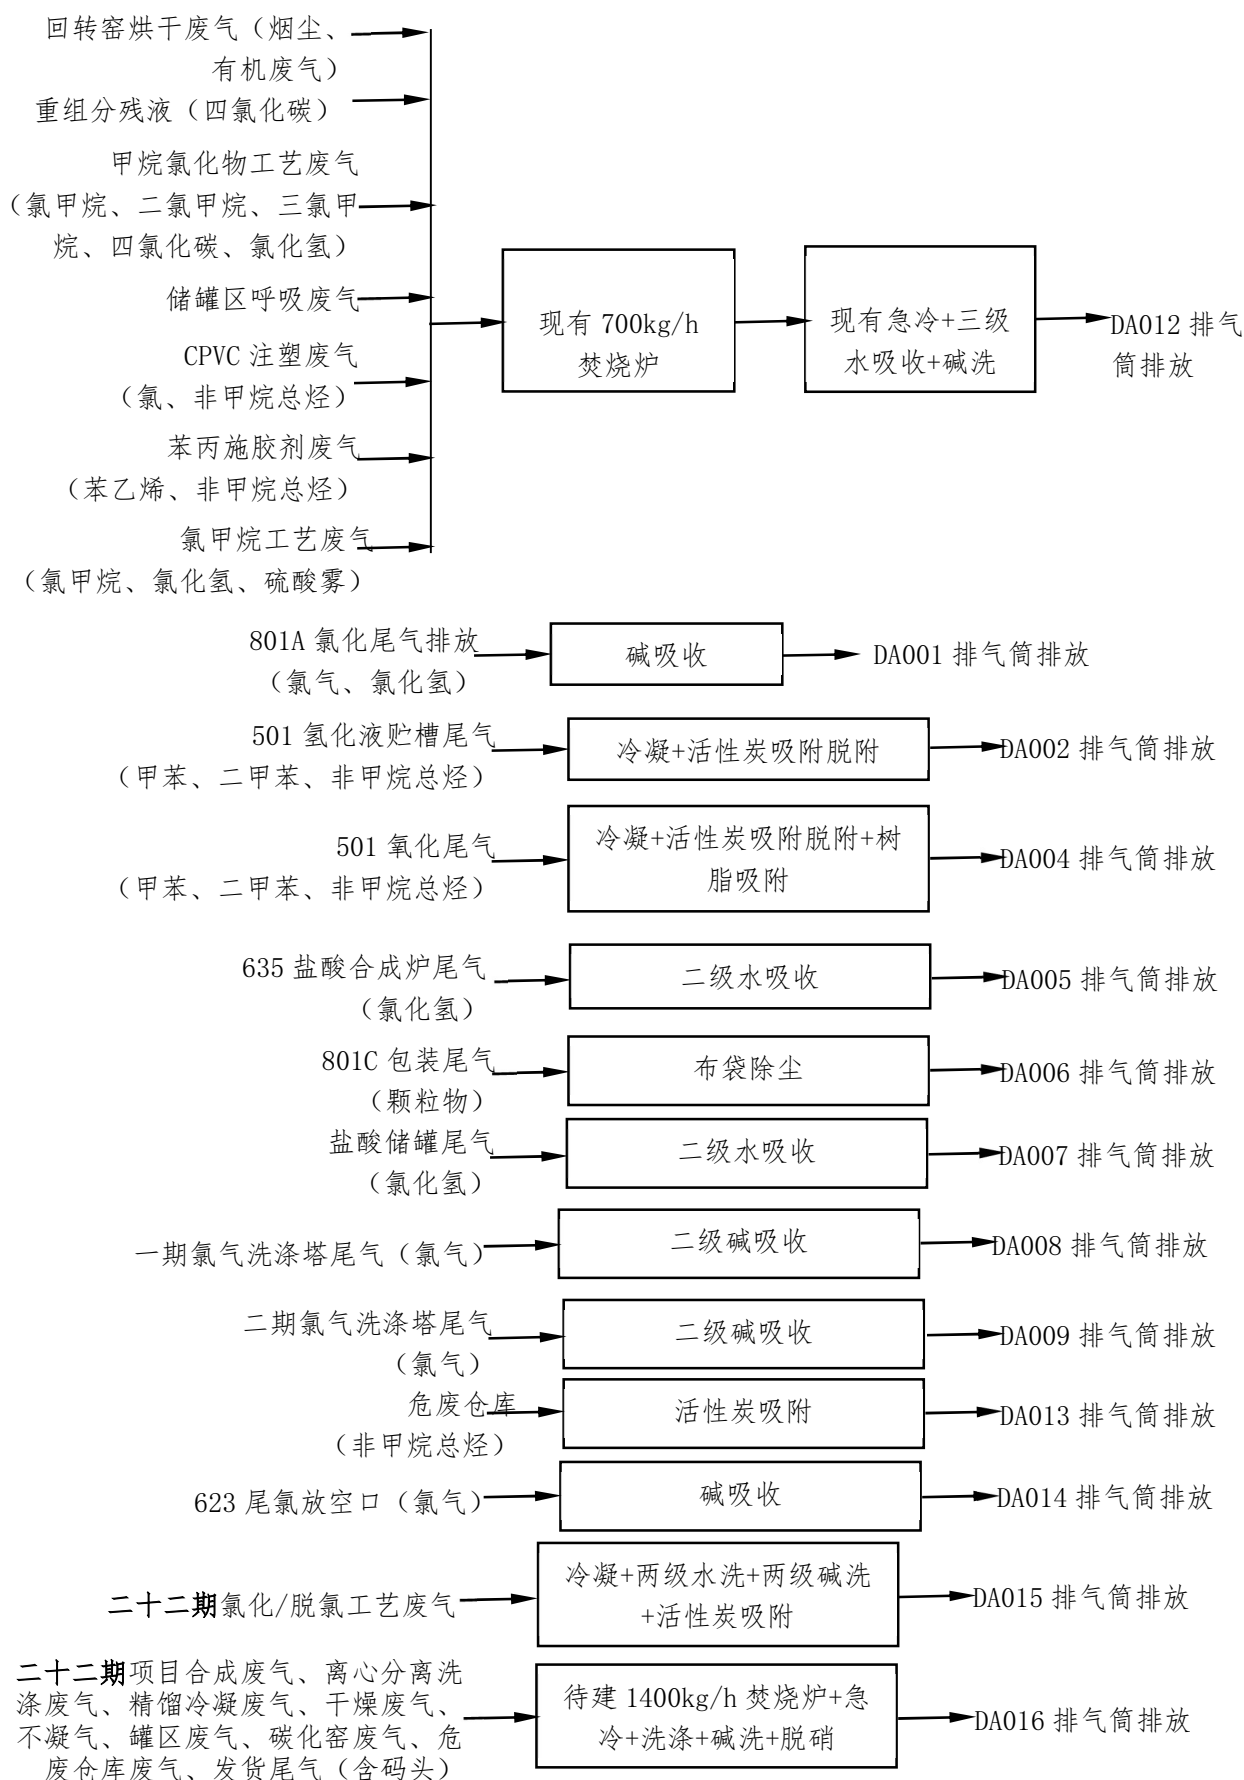 回转窑烘干废气（烟尘、
有机废气）
重组分残液（四氯化碳）
甲烷氯化物工艺废气
（氯甲烷、二氯甲烷、三氯甲
烷、四氯化碳、氯化氢）
储罐区呼吸废气
CPVC 注塑废气
（氯、非甲烷总烃）
苯丙施胶剂废气
（苯乙烯、非甲烷总烃）
氯甲烷工艺废气
（氯甲烷、氯化氢、硫酸雾）
现有 700kg/h
焚烧炉
现有急冷+三级
水吸收+碱洗
DA012 排气
筒排放
801A 氯化尾气排放
（氯气、氯化氢）
碱吸收
DA001 排气筒排放
501 氢化液贮槽尾气
（甲苯、二甲苯、非甲烷总烃）
冷凝+活性炭吸附脱附
DA002 排气筒排放
501 氧化尾气
（甲苯、二甲苯、非甲烷总烃）
冷凝+活性炭吸附脱附+树
脂吸附
DA004 排气筒排放
635 盐酸合成炉尾气
（氯化氢）
二级水吸收
DA005 排气筒排放
801C 包装尾气
（颗粒物）
布袋除尘
DA006 排气筒排放
盐酸储罐尾气
（氯化氢）
二级水吸收
DA007 排气筒排放
一期氯气洗涤塔尾气（氯气）
二级碱吸收
DA008 排气筒排放
二期氯气洗涤塔尾气
（氯气）
二级碱吸收
DA009 排气筒排放
危废仓库
（非甲烷总烃）
活性炭吸附
DA013 排气筒排放
623 尾氯放空口（氯气）
碱吸收
DA014 排气筒排放
二十二期氯化/脱氯工艺废气
冷凝+两级水洗+两级碱洗
+活性炭吸附
DA015 排气筒排放
二十二期项目合成废气、离心分离洗
涤废气、精馏冷凝废气、干燥废气、
不凝气、罐区废气、碳化窑废气、危
废仓库废气、发货尾气（含码头）
待建 1400kg/h 焚烧炉+急
冷+洗涤+碱洗+脱硝
DA016 排气筒排放